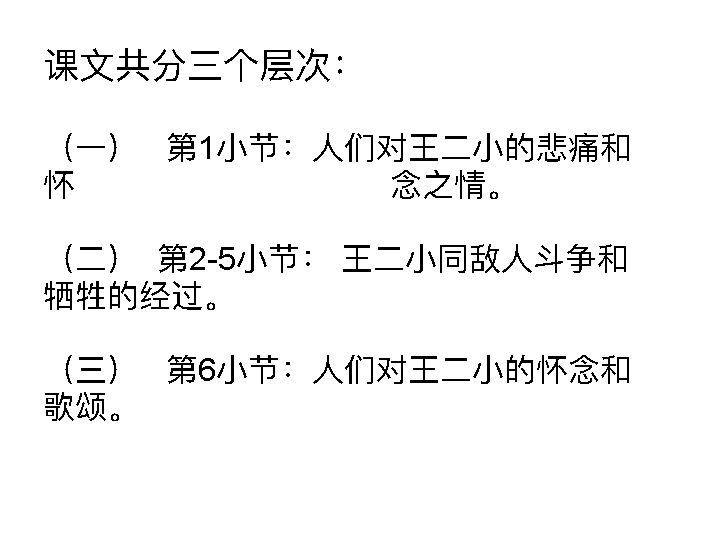 课文共分三个层次：
（一） 第1小节：人们对王二小的悲痛和
怀 念之情。
（二） 第2-5小节： 王二小同敌人斗争和
牺牲的经过。
（三） 第6小节：人们对王二小的怀念和
歌颂。